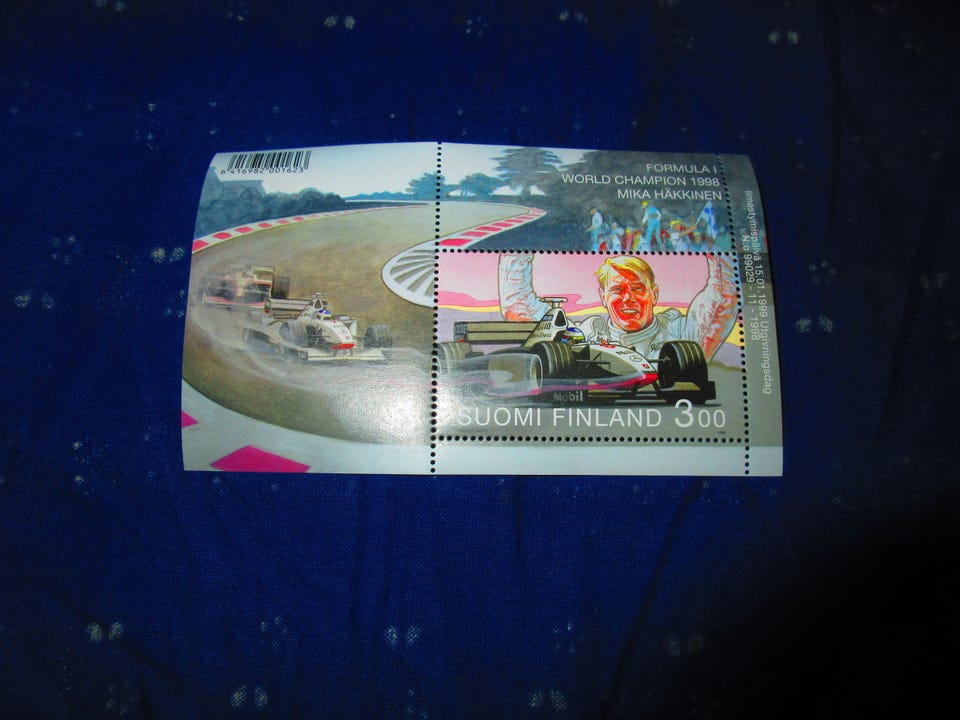 6 416982 001623
FORMULA I
WORLD CHAMPION 1998
MIKA HÄKKINEN
Ilmestymispäivä 15.01.1999 Utgivningsdag
N:o 99029 - 11 - 1998
Mobil
SUOMI FINLAND 3.00